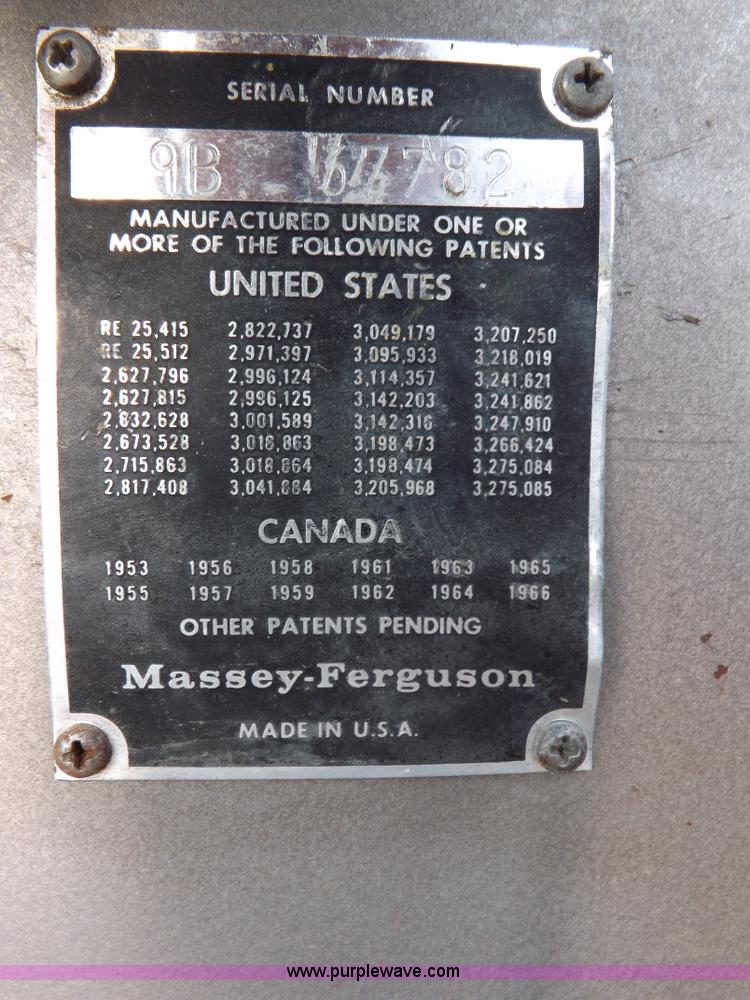 SERIAL NUMBER
9B 782
MANUFACTURED UNDER ONE OR
MORE OF THE FOLLOWING PATENTS
UNITED STATES
RE 25,415 2,822,737 3,049,179 3,207,250
RE 25,512 2,971,397 3,095,933 3,218,019
2,627,796 2,996,124 3,114,357 3,241,621
2,627,815 2,996,125 3,142,203 3,241,862
2,632,628 3,001,589 3,142,316 3,247,910
2,673,528 3,018,863 3,198,473 3,266,424
2,715,863 3,018,864 3,198,474 3,275,084
2,817,408 3,041,664 3,205,968 3,275,085
CANADA
1953 1956 1958 1961 1963 1965
1955 1957 1959 1962 1964 1966
OTHER PATENTS PENDING
Massey-Ferguson
MADE IN U.S.A.
www.purplewave.com